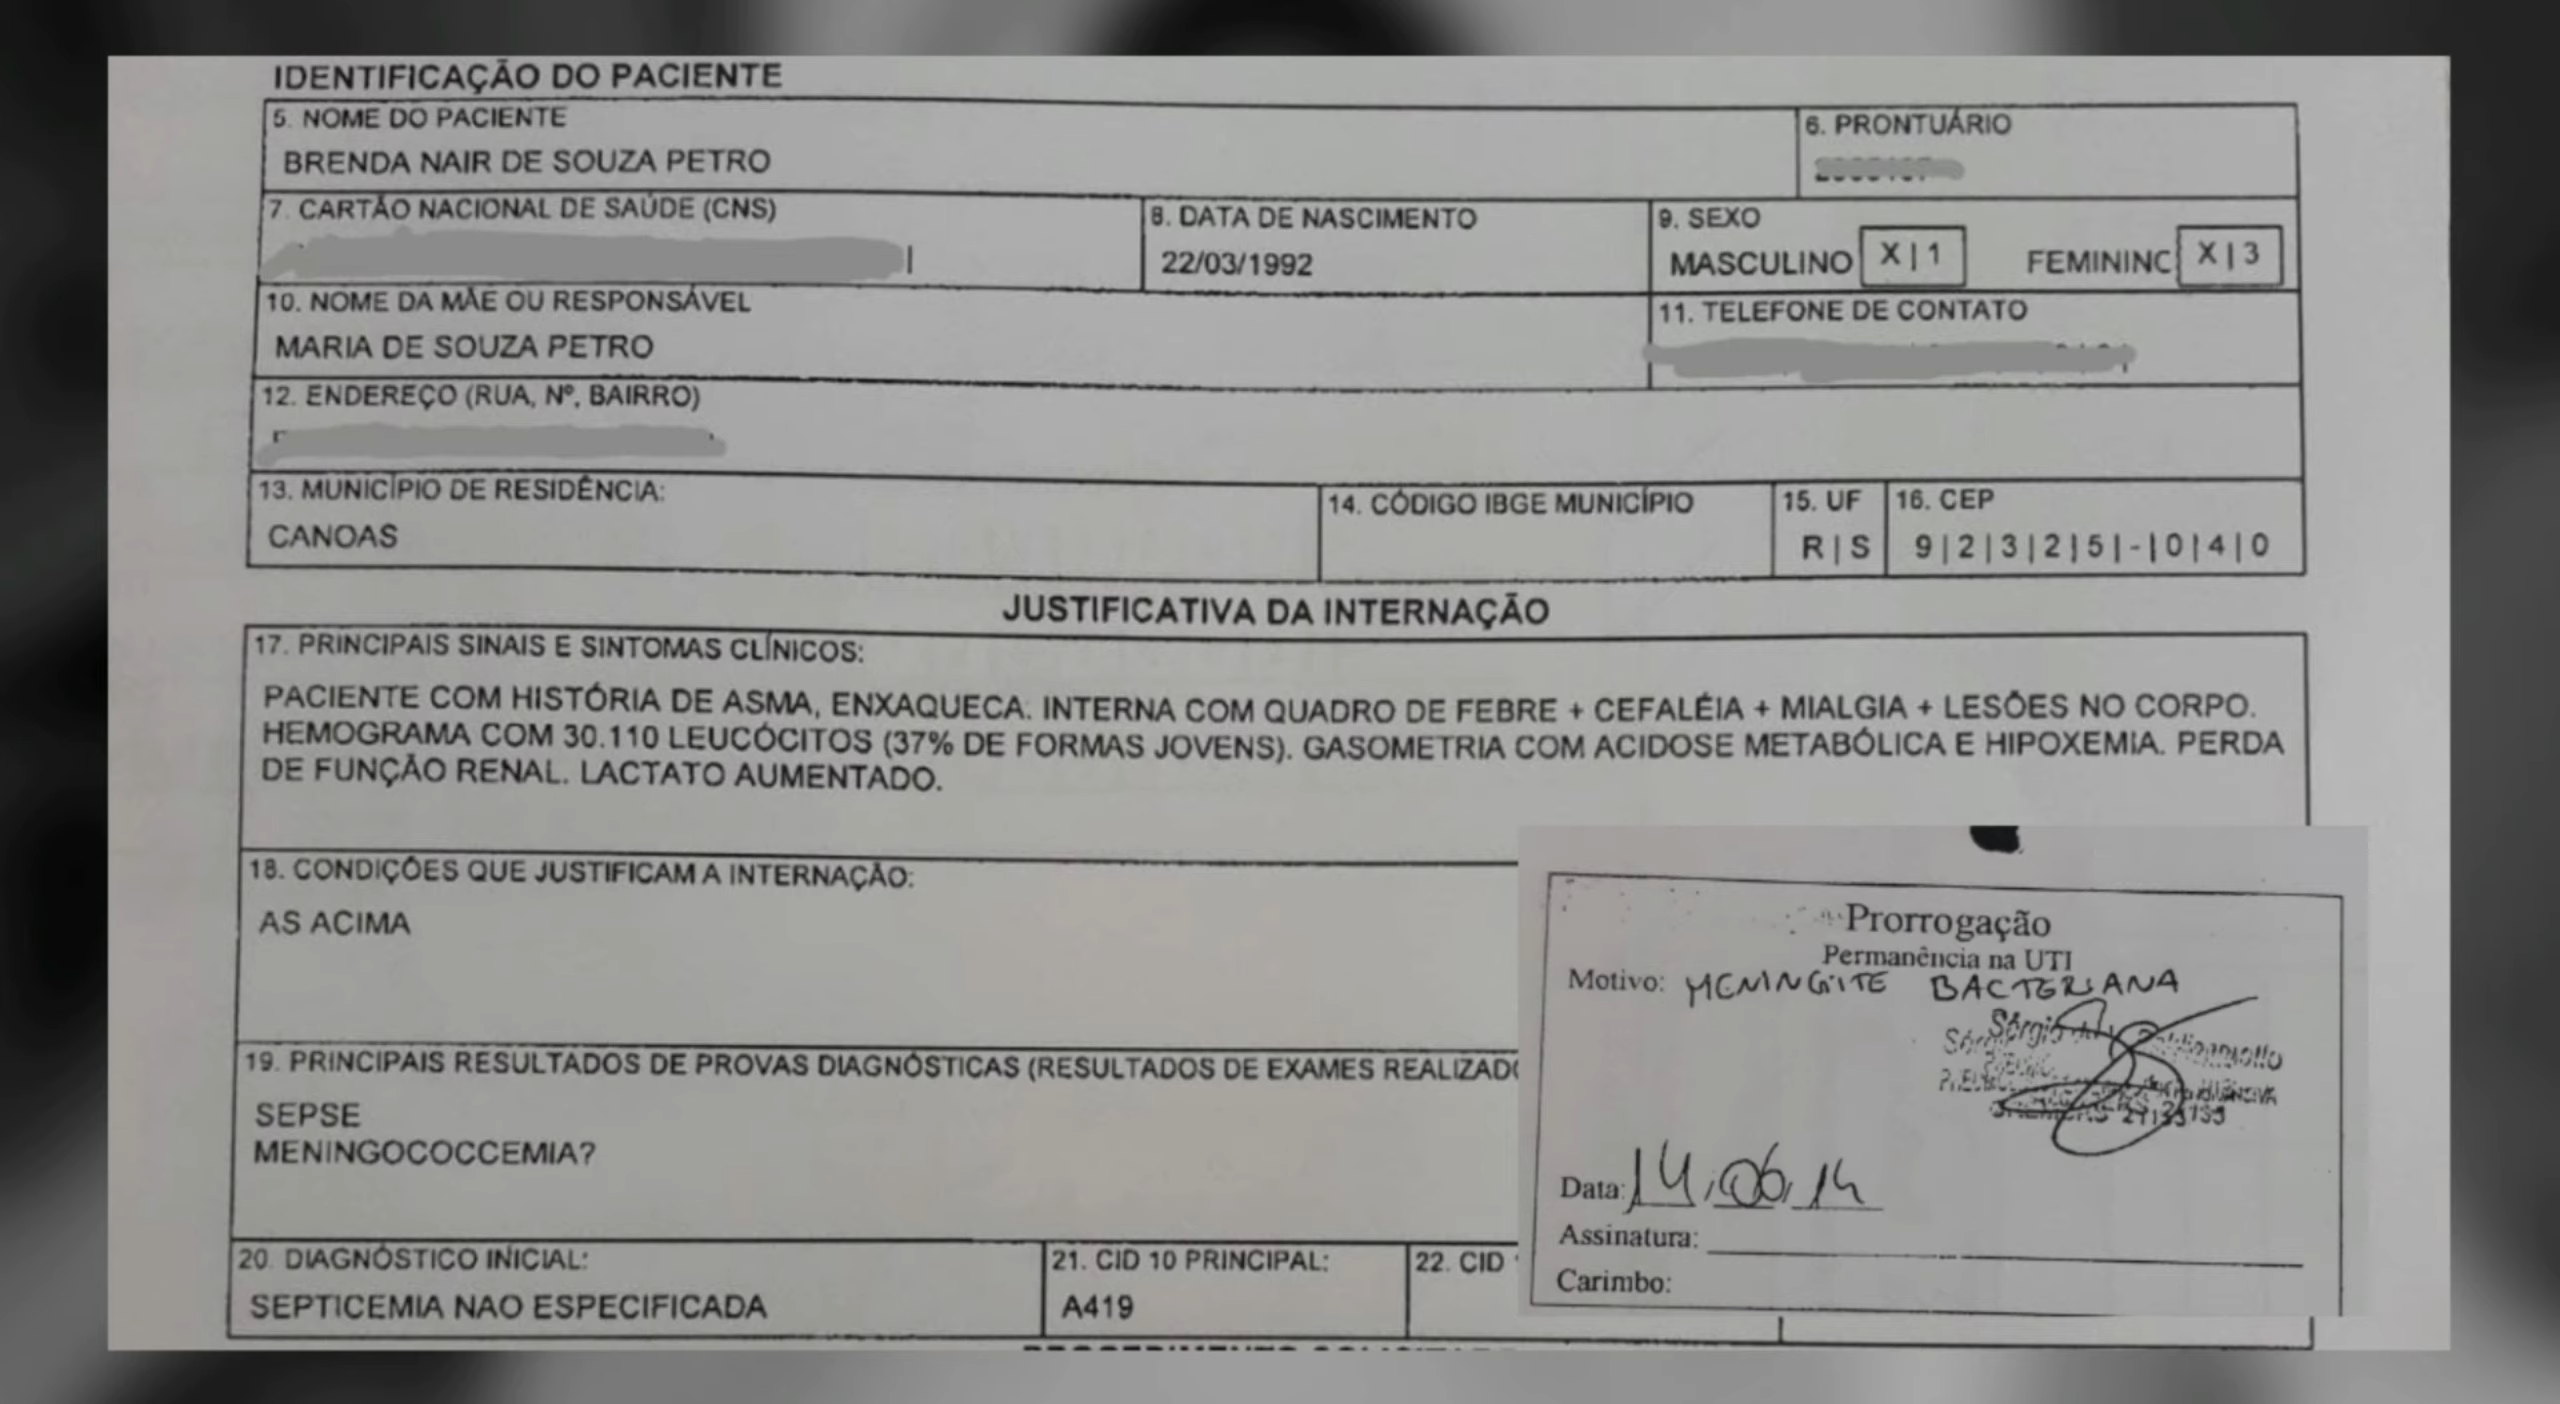 IDENTIFICAÇÃO DO PACIENTE
5. NOME DO PACIENTE
BRENDA NAIR DE SOUZA PETRO
6. PRONTUÁRIO
7. CARTÃO NACIONAL DE SAÚDE (CNS)
8. DATA DE NASCIMENTO
22/03/1992
9. SEXO
MASCULINO X|1 FEMININC X|3
10. NOME DA MÃE OU RESPONSÁVEL
MARIA DE SOUZA PETRO
11. TELEFONE DE CONTATO
12. ENDEREÇO (RUA, Nº, BAIRRO)
13. MUNICÍPIO DE RESIDÊNCIA:
CANOAS
14. CÓDIGO IBGE MUNICÍPIO
15. UF
R|S
16. CEP
9|2|3|2|5|-|0|4|0
JUSTIFICATIVA DA INTERNAÇÃO
17. PRINCIPAIS SINAIS E SINTOMAS CLÍNICOS:
PACIENTE COM HISTÓRIA DE ASMA, ENXAQUECA. INTERNA COM QUADRO DE FEBRE + CEFALÉIA + MIALGIA + LESÕES NO CORPO.
HEMOGRAMA COM 30.110 LEUCÓCITOS (37% DE FORMAS JOVENS). GASOMETRIA COM ACIDOSE METABÓLICA E HIPOXEMIA. PERDA
DE FUNÇÃO RENAL. LACTATO AUMENTADO.
18. CONDIÇÕES QUE JUSTIFICAM A INTERNAÇÃO:
AS ACIMA
19. PRINCIPAIS RESULTADOS DE PROVAS DIAGNÓSTICAS (RESULTADOS DE EXAMES
SEPSE
MENINGOCOCCEMIA?
20. DIAGNÓSTICO INICIAL:
SEPTICEMIA NAO ESPECIFICADA
21. CID 10 PRINCIPAL:
A419
22. CID
Prorrogação
Permanência na UTI
Motivo: MENINGITE BACTERIANA
Sérgio
Data: 14.06.14
Assinatura:
Carimbo: